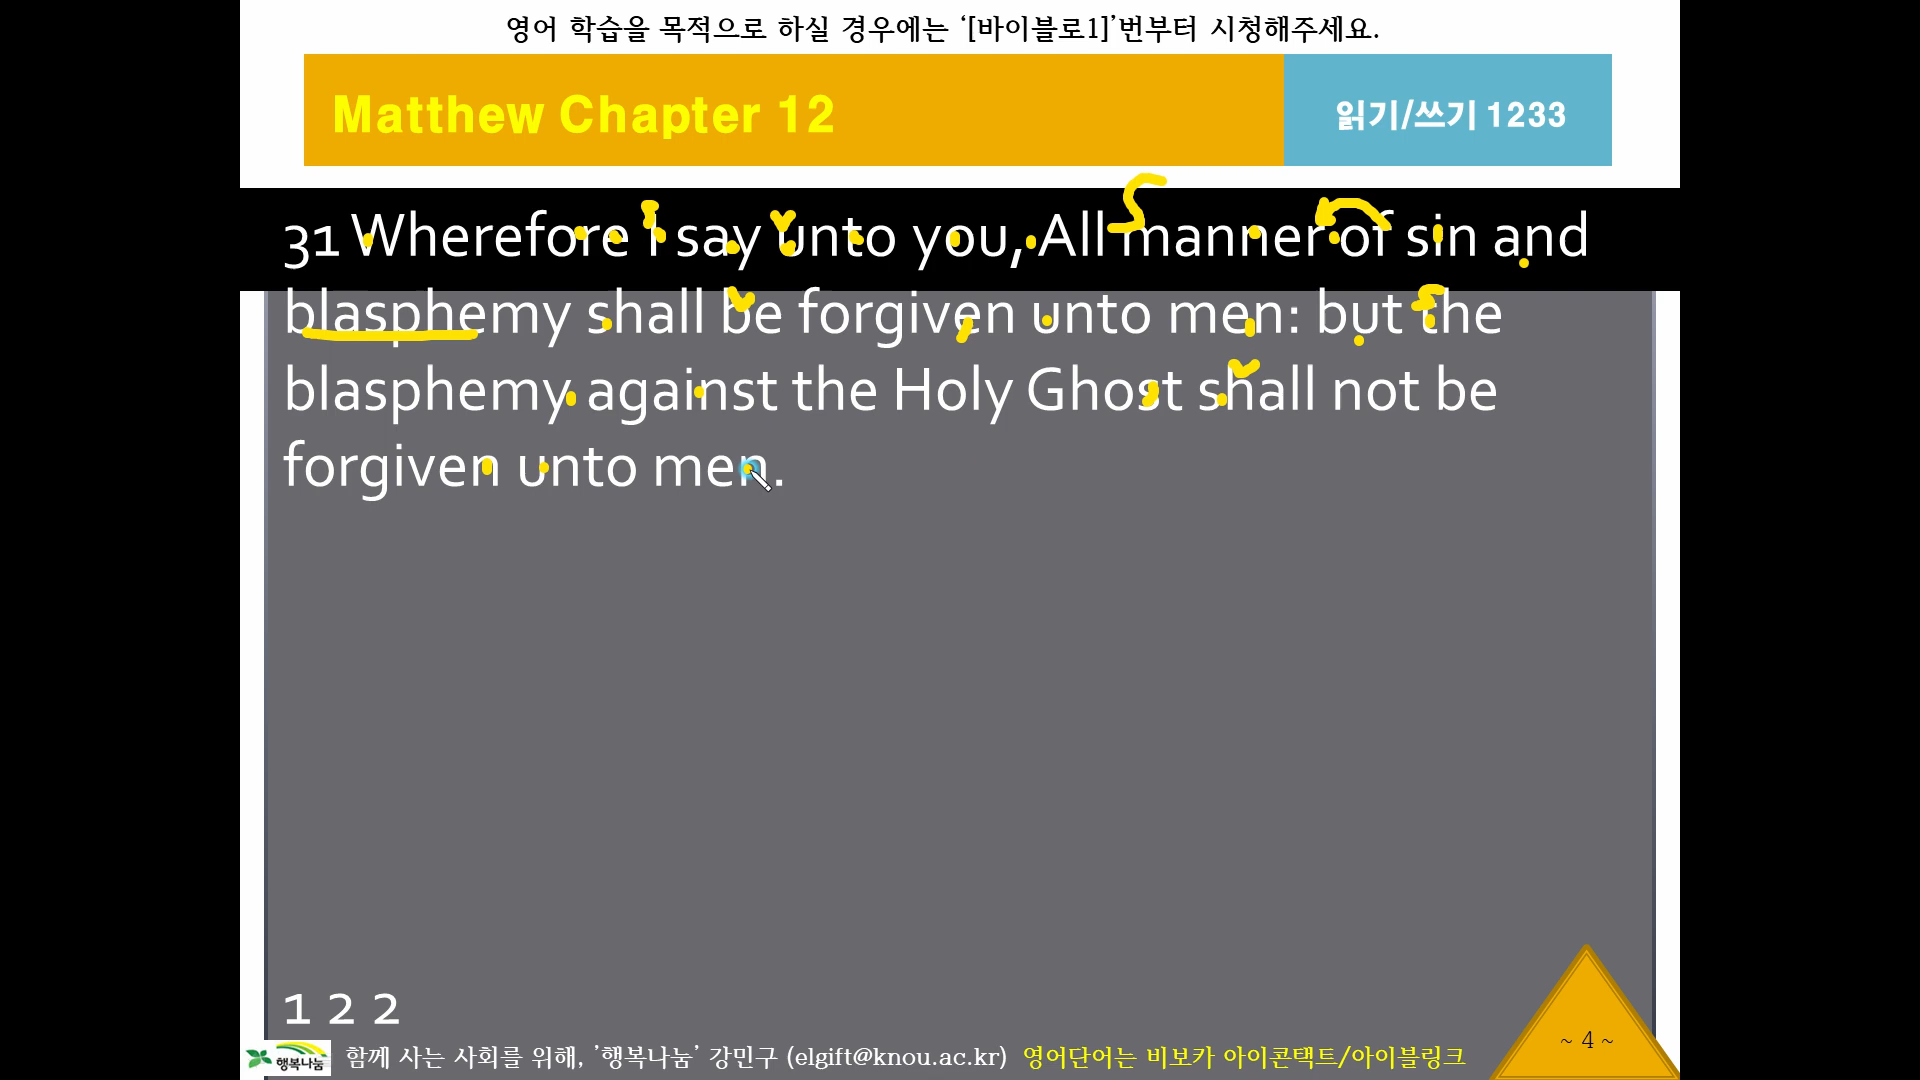 영어 학습을 목적으로 하실 경우에는 ‘[바이블로1]’번부터 시청해주세요.
Matthew Chapter 12
읽기/쓰기 1233
31 Wherefore I say unto you, All manner of sin and
blasphemy shall be forgiven unto men: but the
blasphemy against the Holy Ghost shall not be
forgiven unto men.
1 2 2
~ 4 ~
행복나눔 함께 사는 사회를 위해, ’행복나눔’ 강민구 (elgift@knou.ac.kr) 영어단어는 비보카 아이콘택트/아이블링크